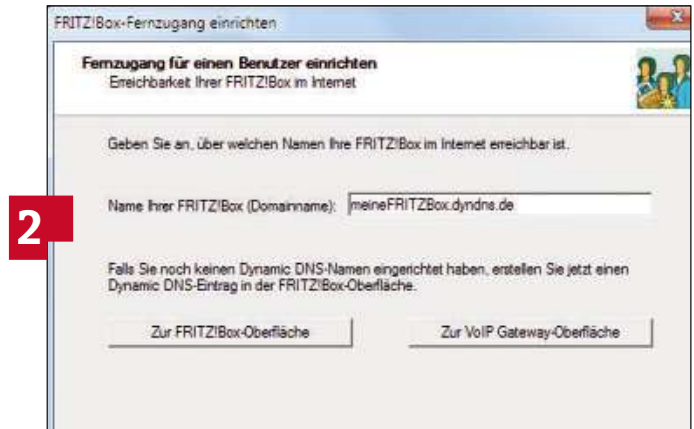 FRITZ!Box-Fernzugang einrichten
Fernzugang für einen Benutzer einrichten
Erreichbarkeit Ihrer FRITZ!Box im Internet
Geben Sie an, über welchen Namen Ihre FRITZ!Box im Internet erreichbar ist.
2
Name Ihrer FRITZ!Box (Domainname): meineFRITZBox.dyndns.de
Falls Sie noch keinen Dynamic DNS-Namen eingerichtet haben, erstellen Sie jetzt einen
Dynamic DNS-Eintrag in der FRITZ!Box-Oberfläche.
Zur FRITZ!Box-Oberfläche
Zur VoIP Gateway-Oberfläche